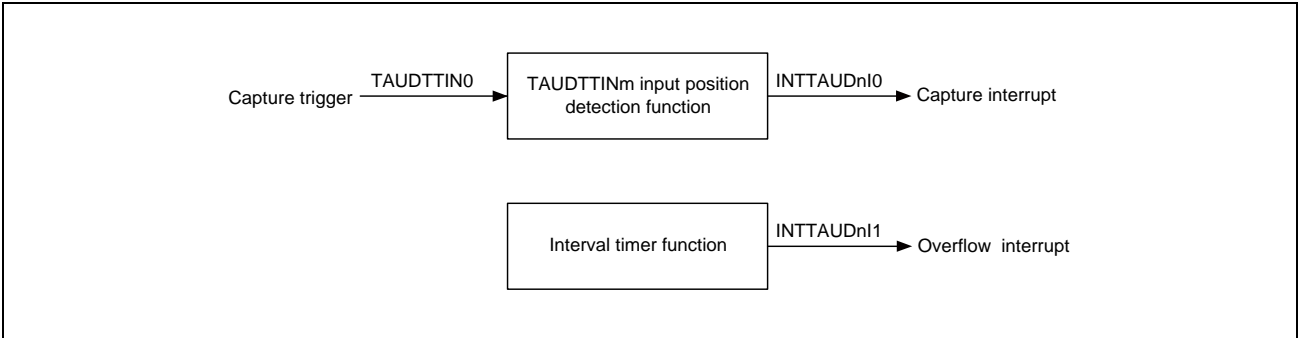 Capture trigger
TAUDTTIN0
TAUDTTINm input position
detection function
INTTAUDnI0
Capture interrupt
Interval timer function
INTTAUDnI1
Overflow interrupt